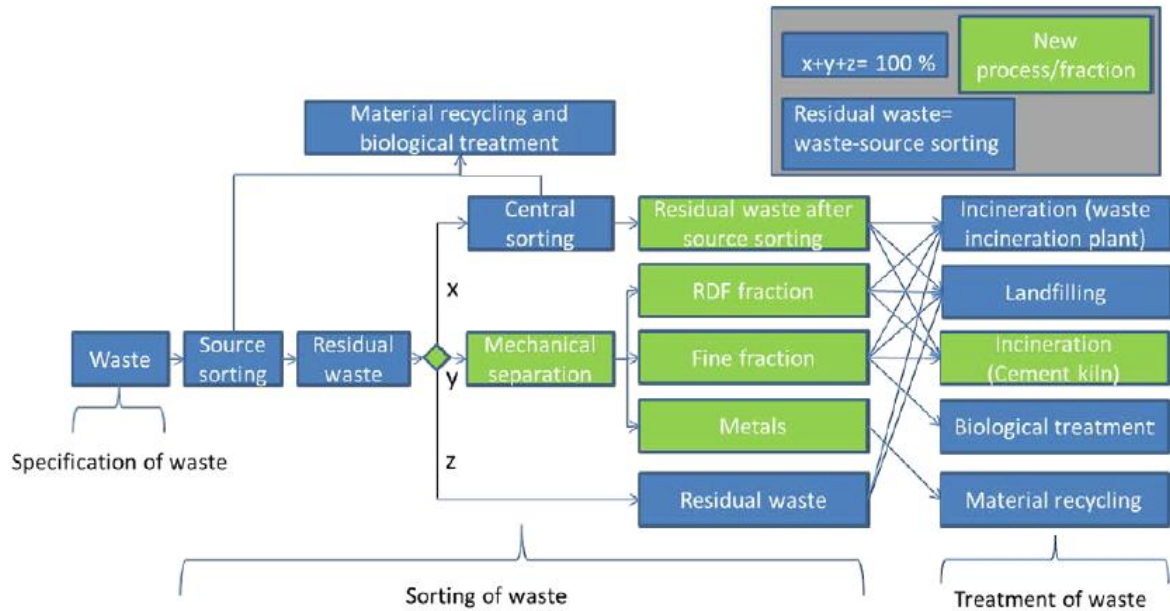 x+y+z= 100 %
New
process/fraction
Residual waste=
waste-source sorting
Material recycling and
biological treatment
Central
sorting
Residual waste after
source sorting
Incineration (waste
incineration plant)
x
RDF fraction
Landfilling
Waste
Source
sorting
Residual
waste
y
Mechanical
separation
Fine fraction
Incineration
(Cement kiln)
Metals
Biological treatment
z
Residual waste
Material recycling
Specification of waste
Sorting of waste
Treatment of waste